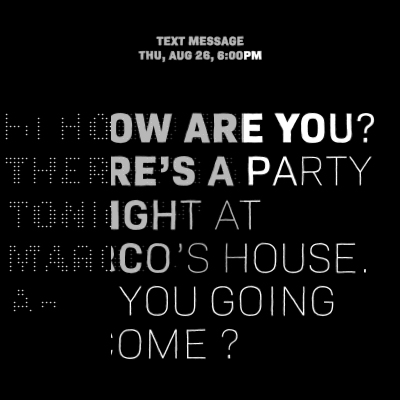 TEXT MESSAGE
THU, AUG 26, 6:00PM
HI HOW ARE YOU?
THERE'S A PARTY
TONIGHT AT
MARCO'S HOUSE.
YOU GOING
COME ?